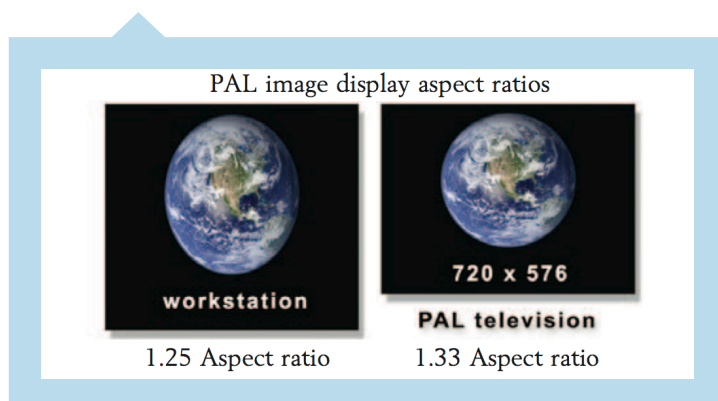 PAL image display aspect ratios
workstation
720 x 576
PAL television
1.25 Aspect ratio
1.33 Aspect ratio